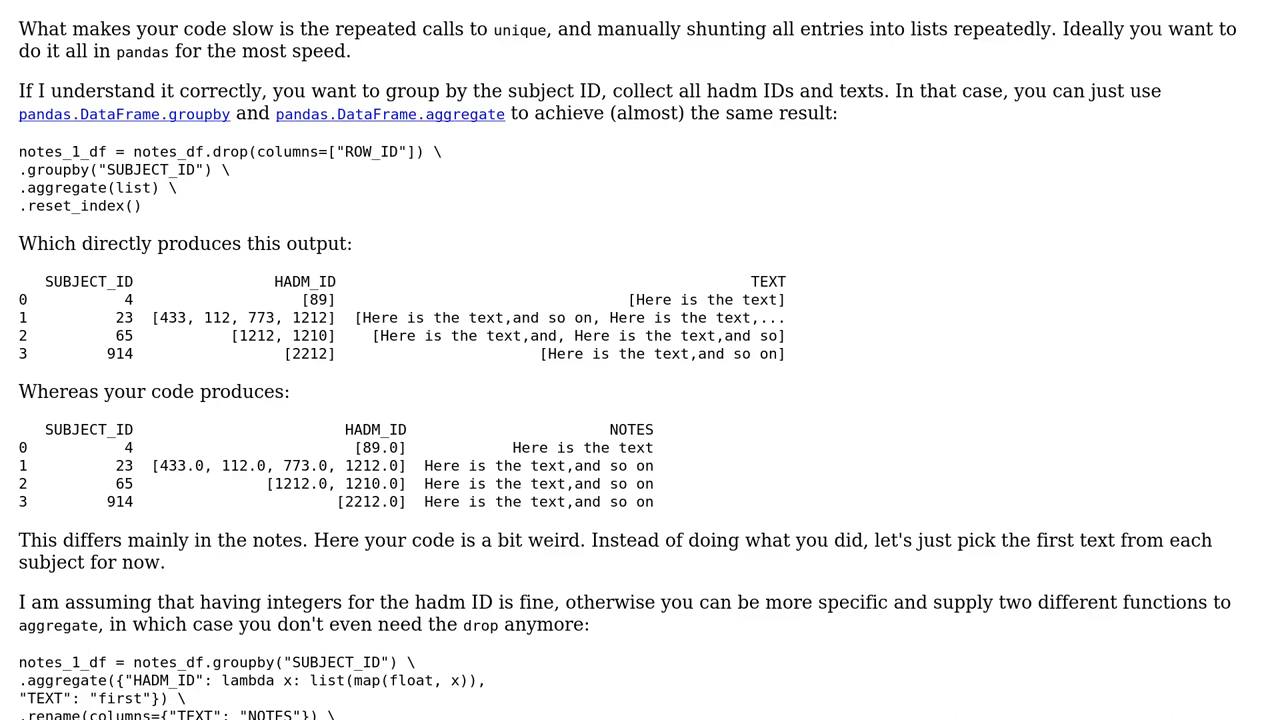 What makes your code slow is the repeated calls to unique, and manually shunting all entries into lists repeatedly. Ideally you want to
do it all in pandas for the most speed.
If I understand it correctly, you want to group by the subject ID, collect all hadm IDs and texts. In that case, you can just use
pandas.DataFrame.groupby and pandas.DataFrame.aggregate to achieve (almost) the same result:
notes_1_df = notes_df.drop(columns=["ROW_ID"]) \
.groupby("SUBJECT_ID") \
.aggregate(list) \
.reset_index()
Which directly produces this output:
   SUBJECT_ID                HADM_ID                                               TEXT
0           4                   [89]                                 [Here is the text]
1          23  [433, 112, 773, 1212]  [Here is the text,and so on, Here is the text,...
2          65           [1212, 1210]    [Here is the text,and, Here is the text,and so]
3         914                 [2212]                       [Here is the text,and so on]
Whereas your code produces:
   SUBJECT_ID                        HADM_ID                       NOTES
0           4                         [89.0]            Here is the text
1          23  [433.0, 112.0, 773.0, 1212.0]  Here is the text,and so on
2          65               [1212.0, 1210.0]  Here is the text,and so on
3         914                       [2212.0]  Here is the text,and so on
This differs mainly in the notes. Here your code is a bit weird. Instead of doing what you did, let's just pick the first text from each
subject for now.
I am assuming that having integers for the hadm ID is fine, otherwise you can be more specific and supply two different functions to
aggregate, in which case you don't even need the drop anymore:
notes_1_df = notes_df.groupby("SUBJECT_ID") \
.aggregate({"HADM_ID": lambda x: list(map(float, x)),
"TEXT": "first"}) \
.rename(columns={"TEXT": "NOTES"}) \